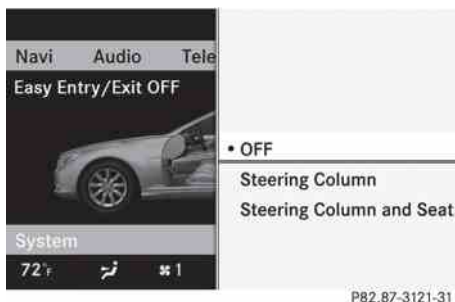 Navi Audio Tele
Easy Entry/Exit OFF
• OFF
Steering Column
Steering Column and Seat
System
72°F 1
P82.87-3121-31